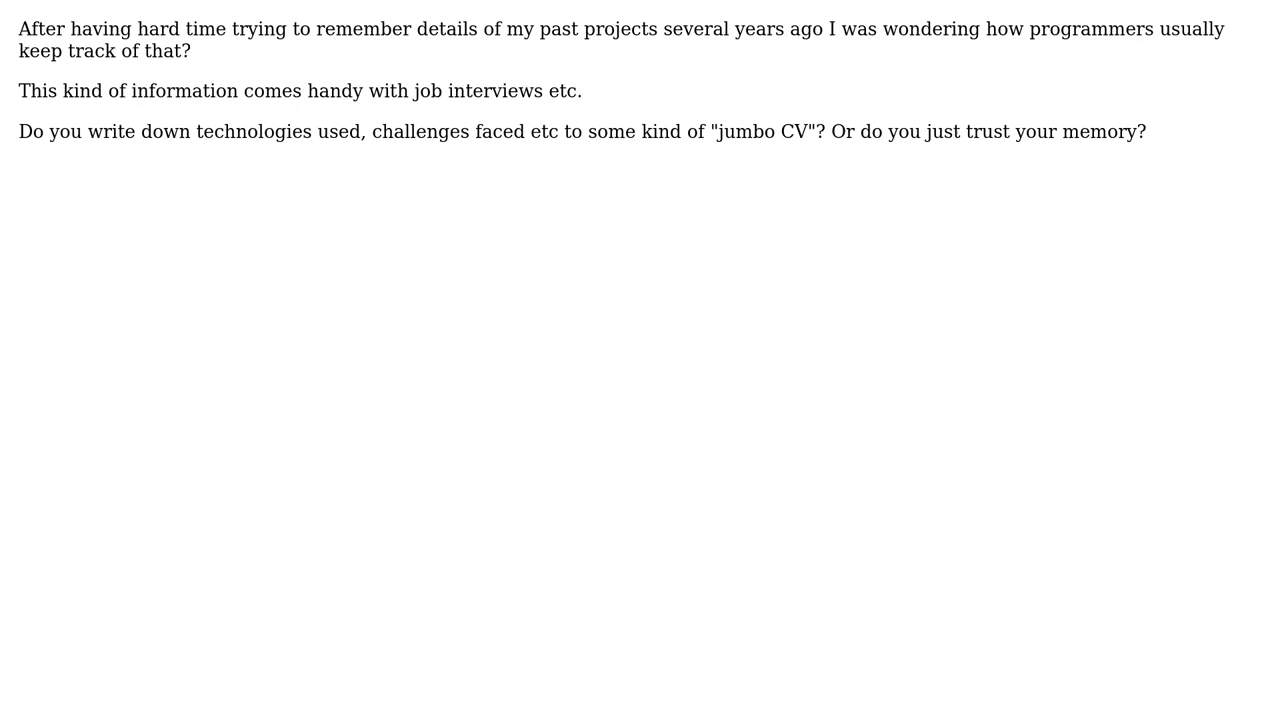 After having hard time trying to remember details of my past projects several years ago I was wondering how programmers usually
keep track of that?
This kind of information comes handy with job interviews etc.
Do you write down technologies used, challenges faced etc to some kind of "jumbo CV"? Or do you just trust your memory?